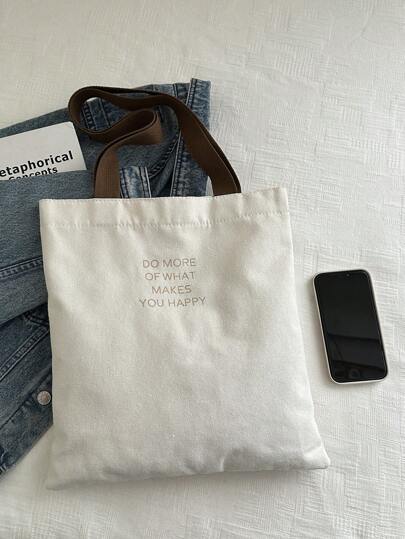 etaphorical
Concepts
DO MORE
OF WHAT
MAKES
YOU HAPPY